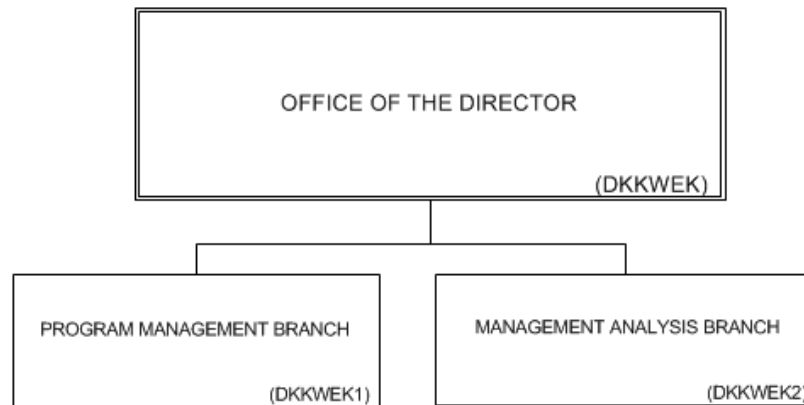 OFFICE OF THE DIRECTOR
(DKKWEK)
PROGRAM MANAGEMENT BRANCH
(DKKWEK1)
MANAGEMENT ANALYSIS BRANCH
(DKKWEK2)